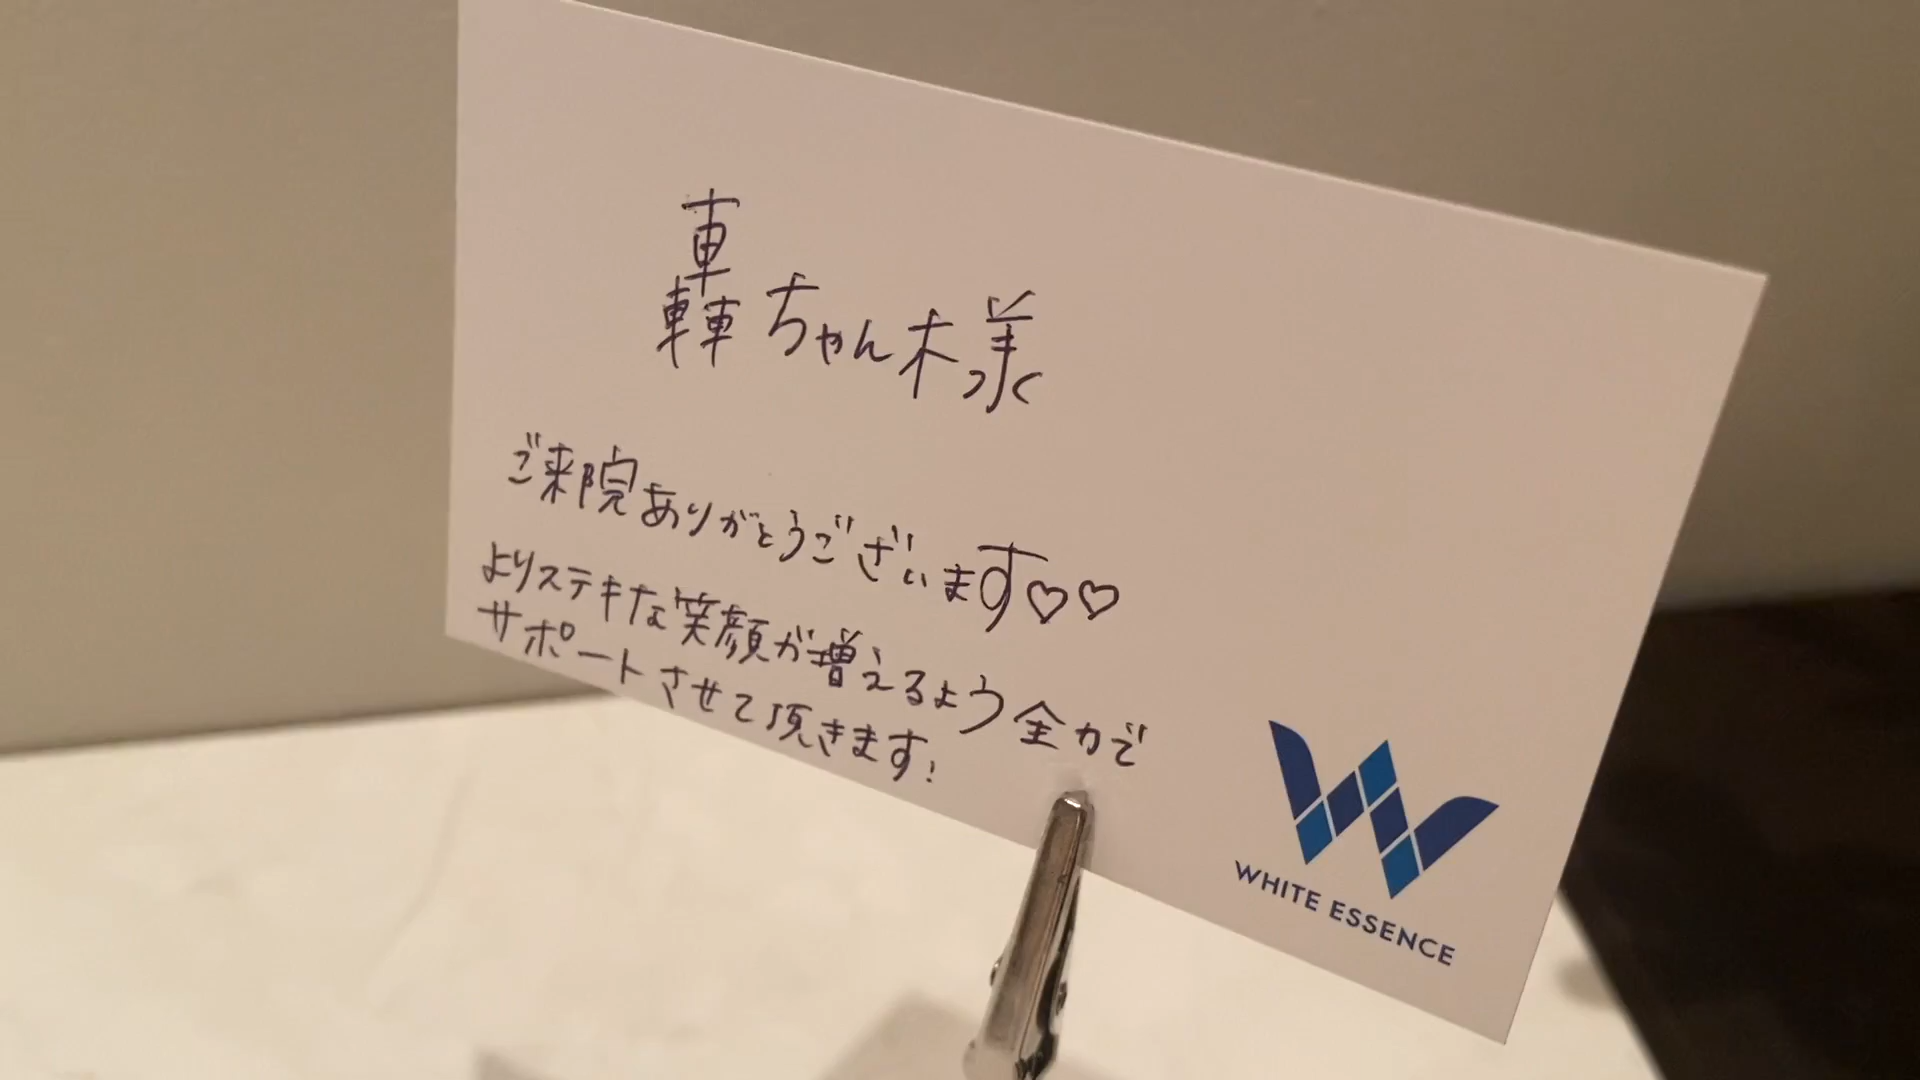 轟ちゃん様
ご来院ありがとうございます♡♡
よりステキな笑顔が増えるよう全力で
サポートさせて頂きます!
WHITE ESSENCE